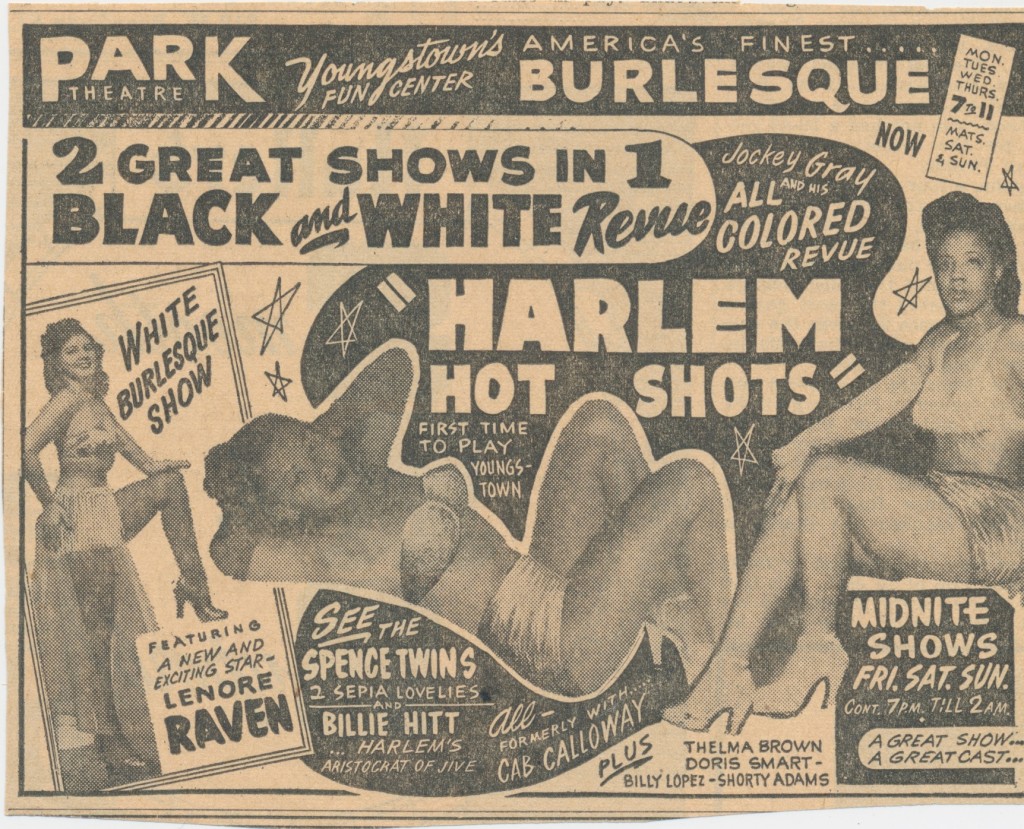 PARK
THEATRE
Youngstown's
FUN CENTER
AMERICA'S FINEST.....
BURLESQUE
MON.
TUES.
WED.
THURS.
7 TO 11
MATS.
SAT.
& SUN.
NOW
2 GREAT SHOWS IN 1
BLACK and WHITE Revue
Jockey Gray
AND HIS
ALL
COLORED
REVUE
"HARLEM
HOT SHOTS"
FIRST TIME
TO PLAY
YOUNGS-
TOWN
WHITE
BURLESQUE
SHOW
FEATURING
A NEW AND
EXCITING STAR-
LENORE
RAVEN
SEE THE
SPENCE TWINS
2 SEPIA LOVELIES
AND
BILLIE HITT
... HARLEM'S
ARISTOCRAT OF JIVE
All-
FORMERLY WITH....
CAB CALLOWAY
PLUS
THELMA BROWN
DORIS SMART-
BILLY LOPEZ - SHORTY ADAMS
MIDNITE
SHOWS
FRI. SAT. SUN.
CONT. 7 P.M. TILL 2 A.M.
A GREAT SHOW...
A GREAT CAST...